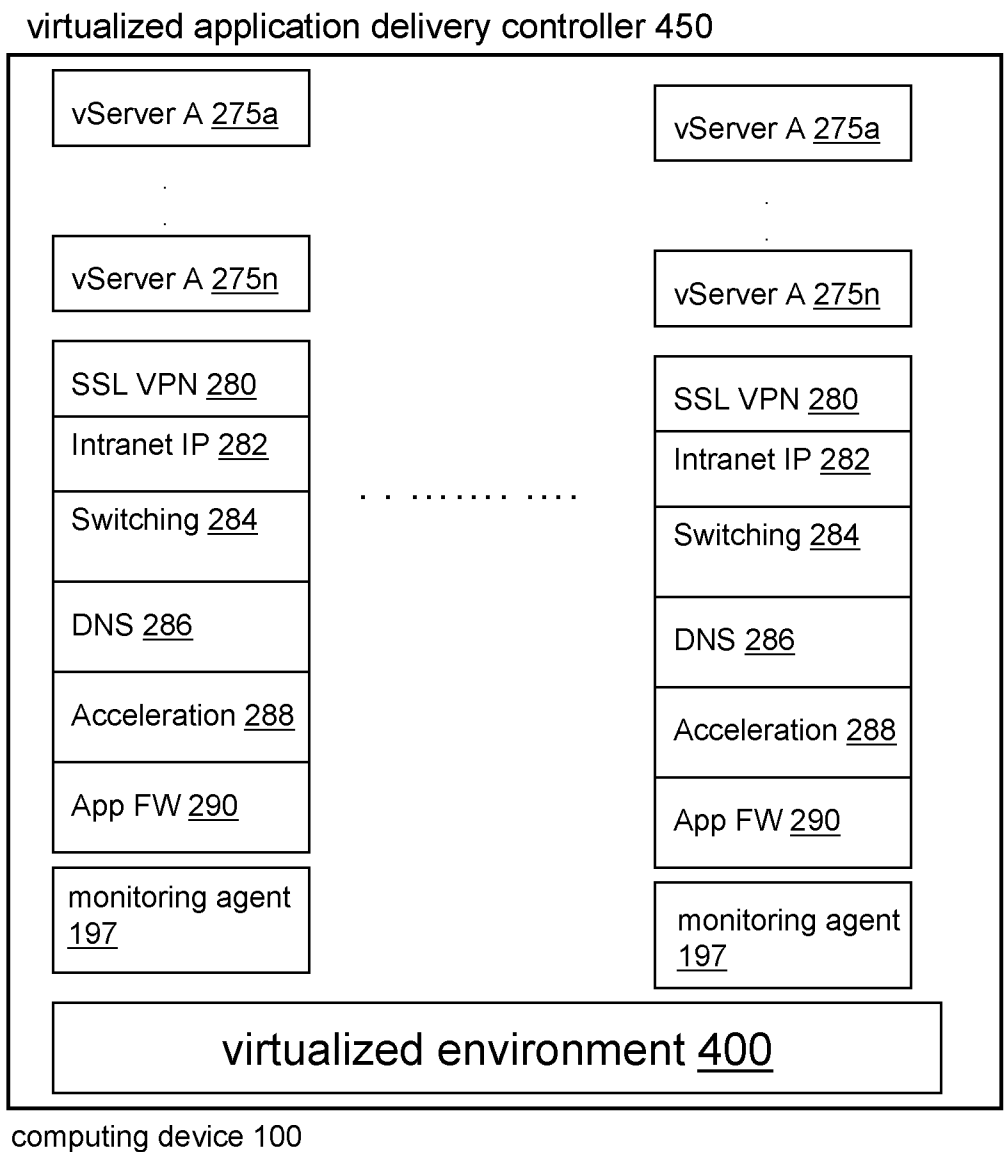 virtualized application delivery controller 450
vServer A 275a
.
.
vServer A 275n
SSL VPN 280
Intranet IP 282
Switching 284
DNS 286
Acceleration 288
App FW 290
monitoring agent
197
. . ....... ....
vServer A 275a
.
.
vServer A 275n
SSL VPN 280
Intranet IP 282
Switching 284
DNS 286
Acceleration 288
App FW 290
monitoring agent
197
virtualized environment 400
computing device 100